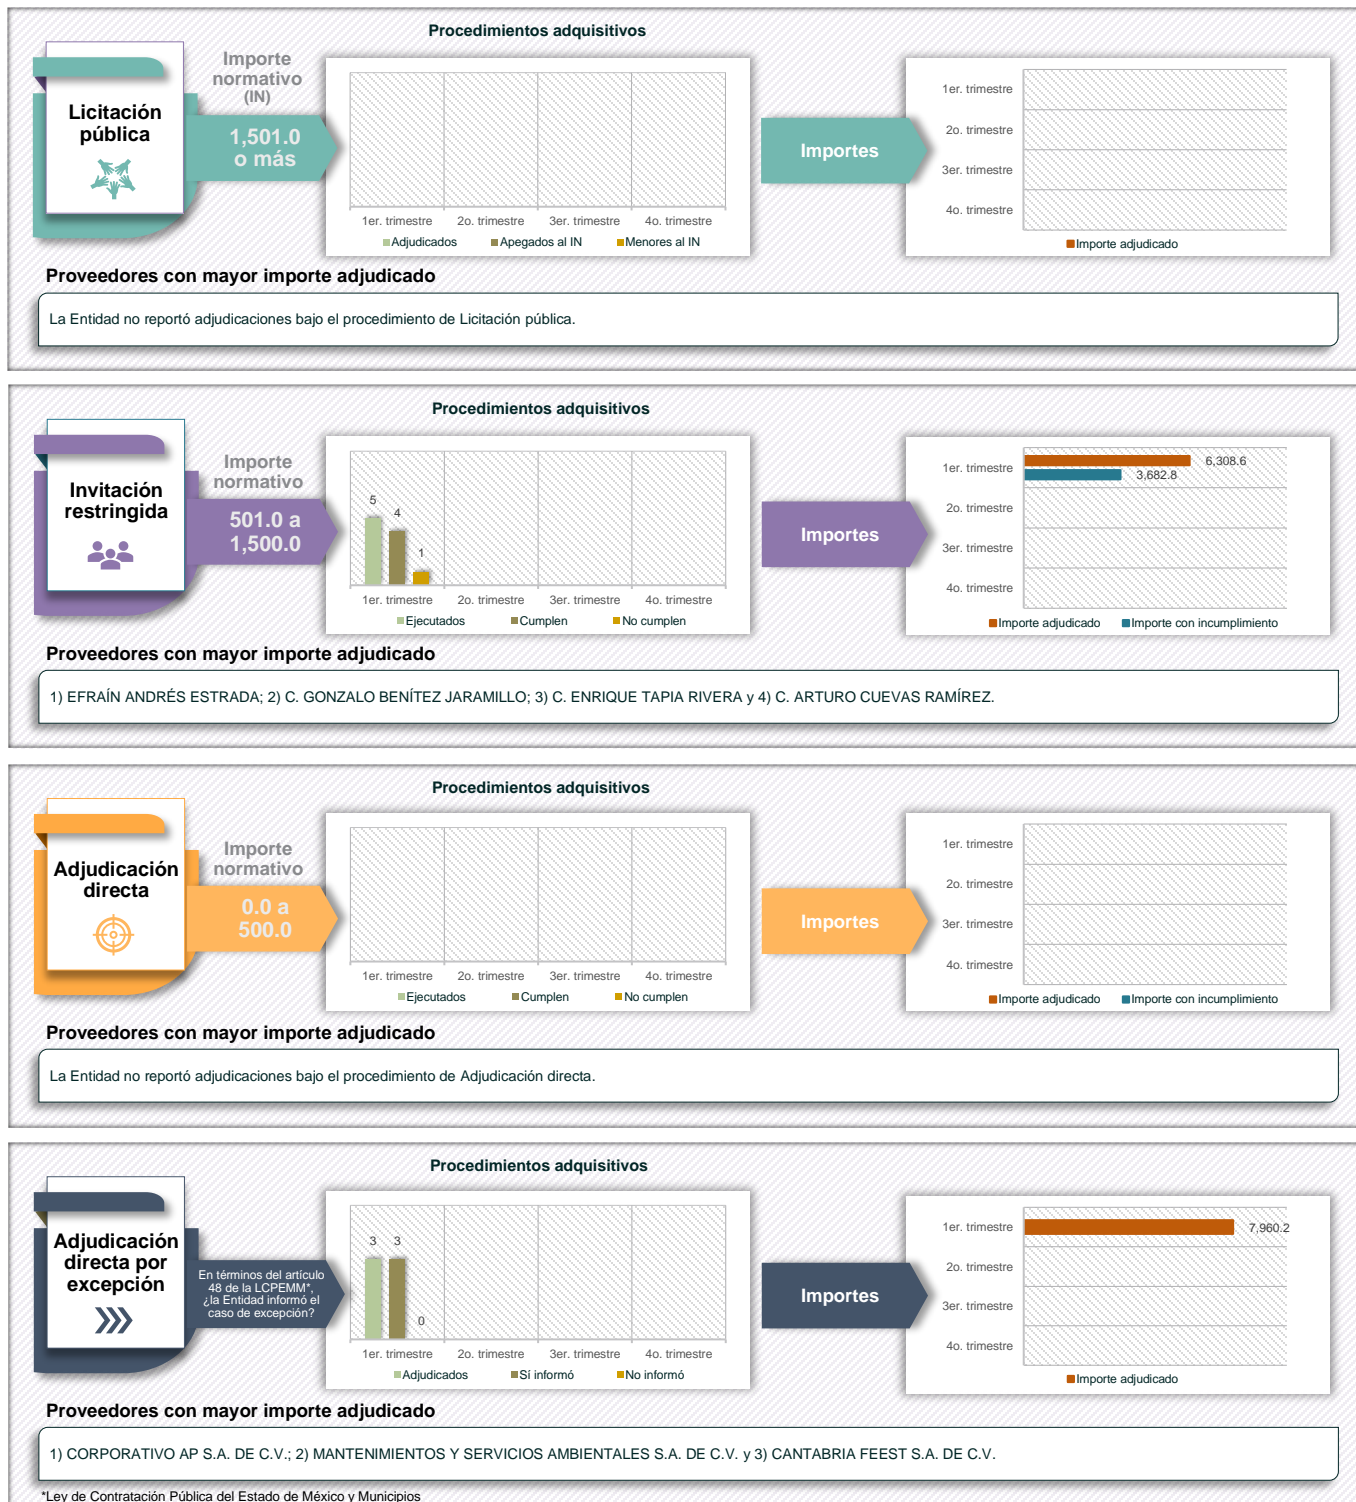 Procedimientos adquisitivos
Licitación
pública
Importe
normativo
(IN)
1,501.0
o más
1er. trimestre 2o. trimestre 3er. trimestre 4o. trimestre
Adjudicados Apegados al IN Menores al IN
Importes
1er. trimestre
2o. trimestre
3er. trimestre
4o. trimestre
Importe adjudicado
Proveedores con mayor importe adjudicado
La Entidad no reportó adjudicaciones bajo el procedimiento de Licitación pública.
Procedimientos adquisitivos
Invitación
restringida
Importe
normativo
501.0 a
1,500.0
5
4
1
1er. trimestre 2o. trimestre 3er. trimestre 4o. trimestre
Ejecutados Cumplen No cumplen
Importes
1er. trimestre
6,308.6
3,682.8
2o. trimestre
3er. trimestre
4o. trimestre
Importe adjudicado Importe con incumplimiento
Proveedores con mayor importe adjudicado
1) EFRAÍN ANDRÉS ESTRADA; 2) C. GONZALO BENÍTEZ JARAMILLO; 3) C. ENRIQUE TAPIA RIVERA y 4) C. ARTURO CUEVAS RAMÍREZ.
Procedimientos adquisitivos
Adjudicación
directa
Importe
normativo
0.0 a
500.0
1er. trimestre 2o. trimestre 3er. trimestre 4o. trimestre
Ejecutados Cumplen No cumplen
Importes
1er. trimestre
2o. trimestre
3er. trimestre
4o. trimestre
Importe adjudicado Importe con incumplimiento
Proveedores con mayor importe adjudicado
La Entidad no reportó adjudicaciones bajo el procedimiento de Adjudicación directa.
Procedimientos adquisitivos
Adjudicación
directa por
excepción
En términos del artículo
48 de la LCPEMM*,
¿la Entidad informó el
caso de excepción?
3 3
0
1er. trimestre 2o. trimestre 3er. trimestre 4o. trimestre
Adjudicados Sí informó No informó
Importes
1er. trimestre
7,960.2
2o. trimestre
3er. trimestre
4o. trimestre
Importe adjudicado
Proveedores con mayor importe adjudicado
1) CORPORATIVO AP S.A. DE C.V.; 2) MANTENIMIENTOS Y SERVICIOS AMBIENTALES S.A. DE C.V. y 3) CANTABRIA FEEST S.A. DE C.V.
*Ley de Contratación Pública del Estado de México y Municipios